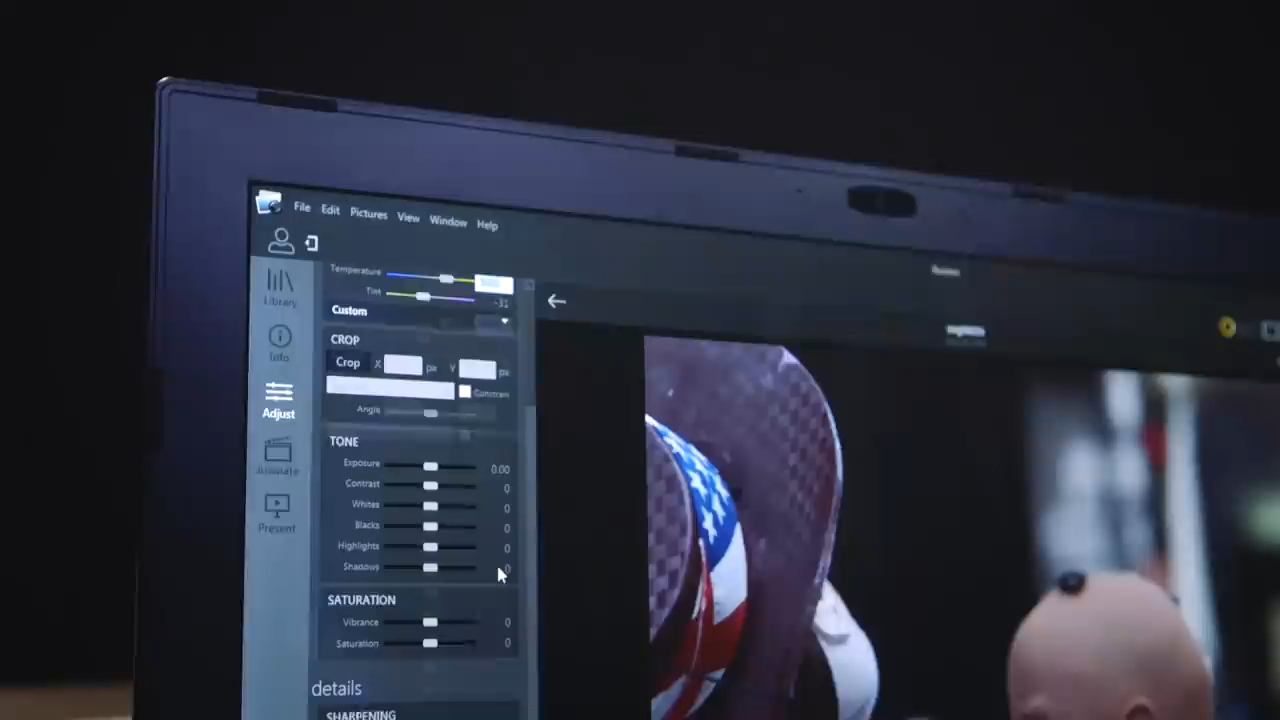 File Edit Pictures View Window Help
Library
Info
Adjust
Present
Temperature
Tint -31
Custom
CROP
Crop X px Y px
Angle
TONE
Exposure 0.00
Contrast 0
Whites 0
Blacks 0
Highlights 0
Shadows 0
SATURATION
Vibrance 0
Saturation 0
details
SHARPENING